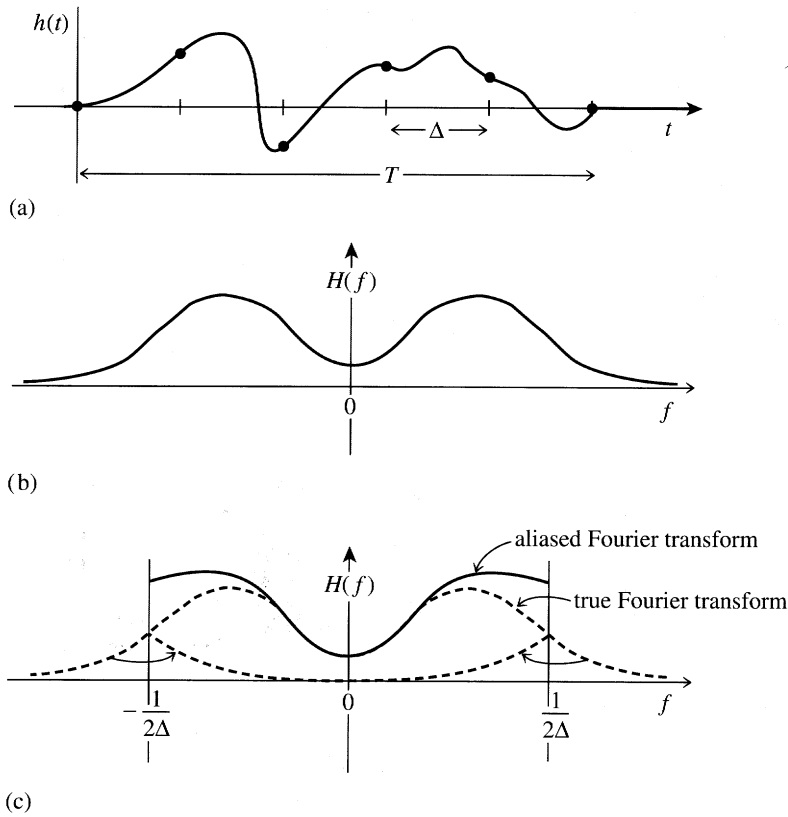 h(t)
Δ
t
T
(a)
H(f)
0
f
(b)
aliased Fourier transform
H(f)
true Fourier transform
− 1/2Δ
0
1/2Δ
f
(c)